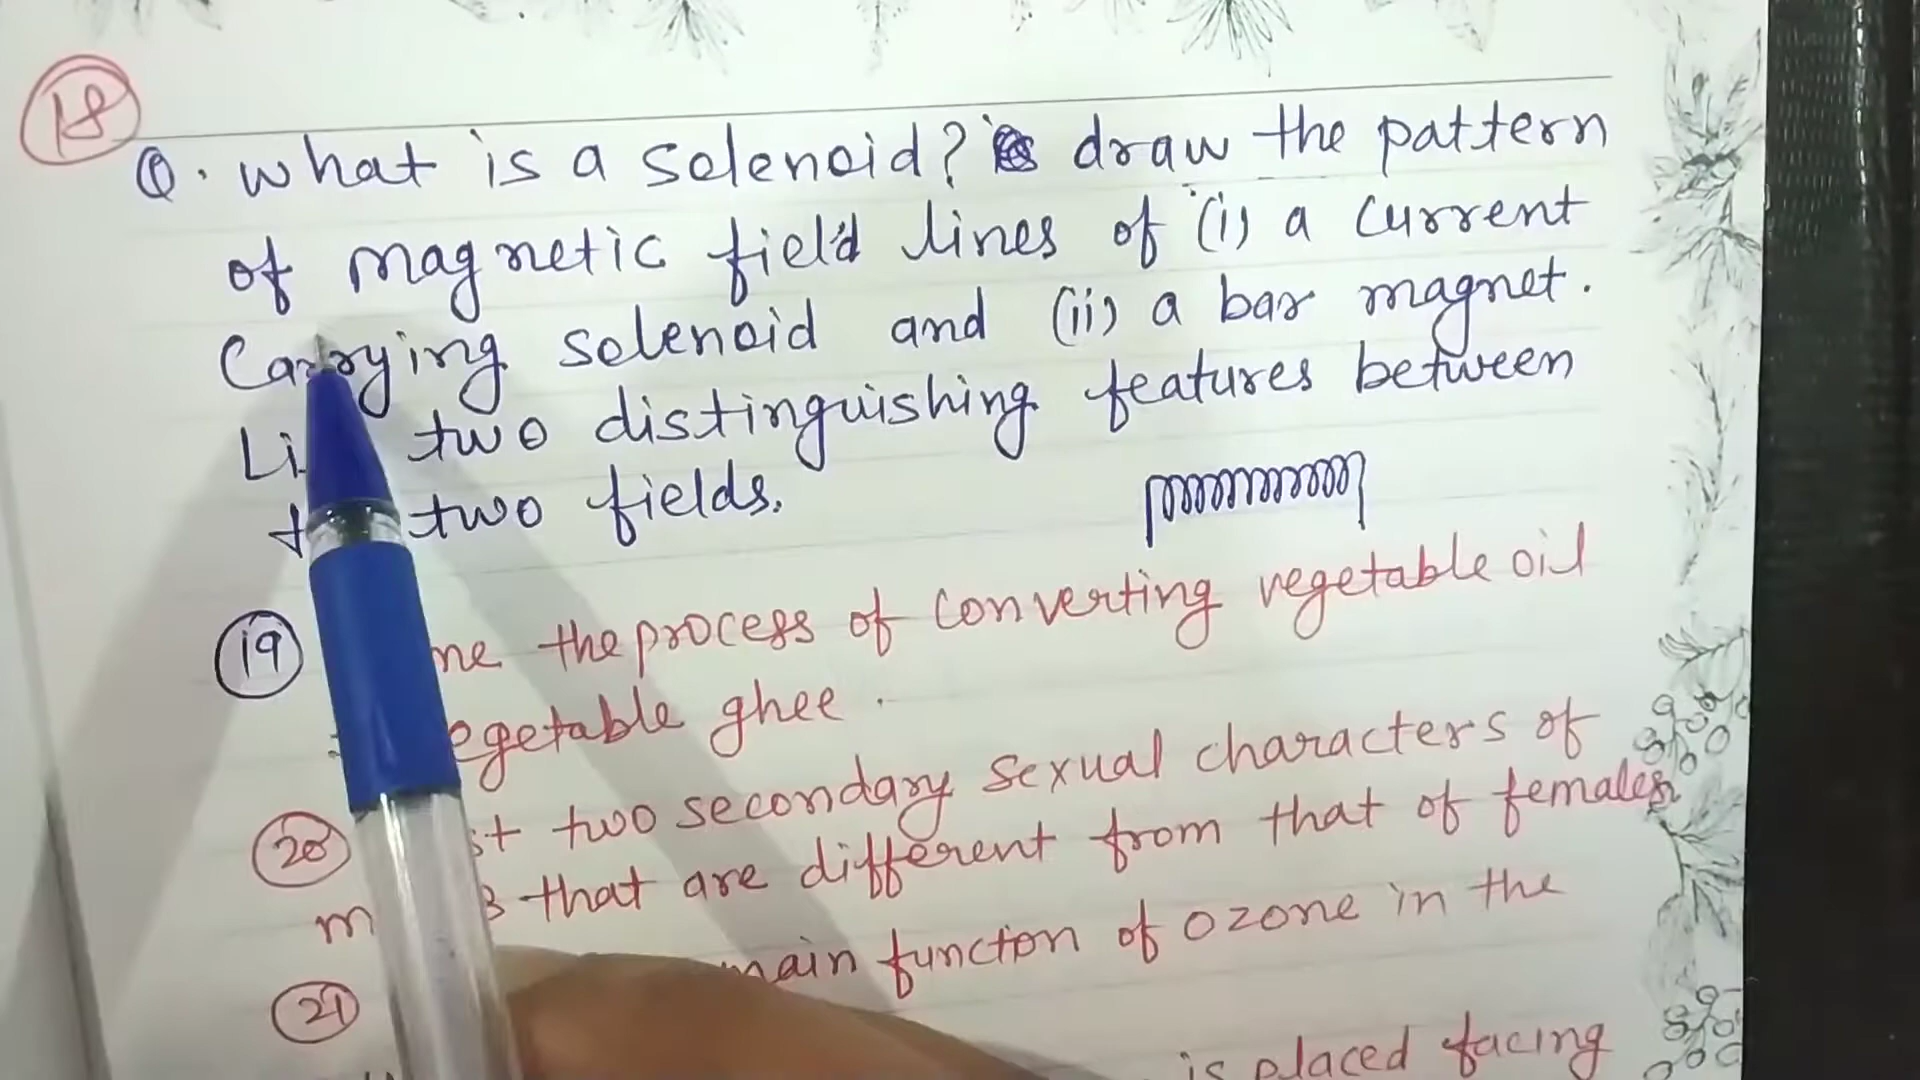 18
Q. What is a solenoid? draw the pattern
of magnetic field lines of (i) a current
Carrying solenoid and (ii) a bar magnet.
two distinguishing features between
two fields.
19 the process of converting vegetable oil
ghee.
20 two secondary sexual characters of
that are different from that of females
21 main function of ozone in the
is placed facing